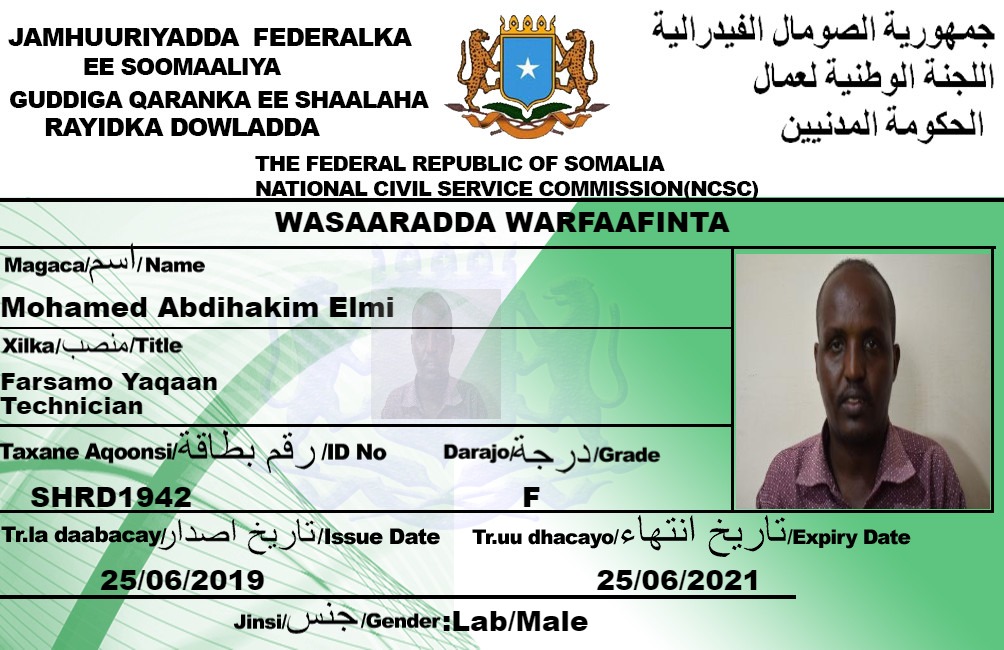 JAMHUURIYADDA FEDERALKA
EE SOOMAALIYA
GUDDIGA QARANKA EE SHAALAHA
RAYIDKA DOWLADDA
جمهورية الصومال الفيدرالية
اللجنة الوطنية لعمال
الحكومة المدنيين
THE FEDERAL REPUBLIC OF SOMALIA
NATIONAL CIVIL SERVICE COMMISSION(NCSC)
WASAARADDA WARFAAFINTA
Magaca/اسم/Name
Mohamed Abdihakim Elmi
Xilka/منصب/Title
Farsamo Yaqaan
Technician
Taxane Aqoonsi/رقم بطاقة/ID No
Darajo/درجة/Grade
SHRD1942
F
Tr.la daabacay/تاريخ اصدار/Issue Date
Tr.uu dhacayo/تاريخ انتهاء/Expiry Date
25/06/2019
25/06/2021
Jinsi/جنس/Gender:Lab/Male